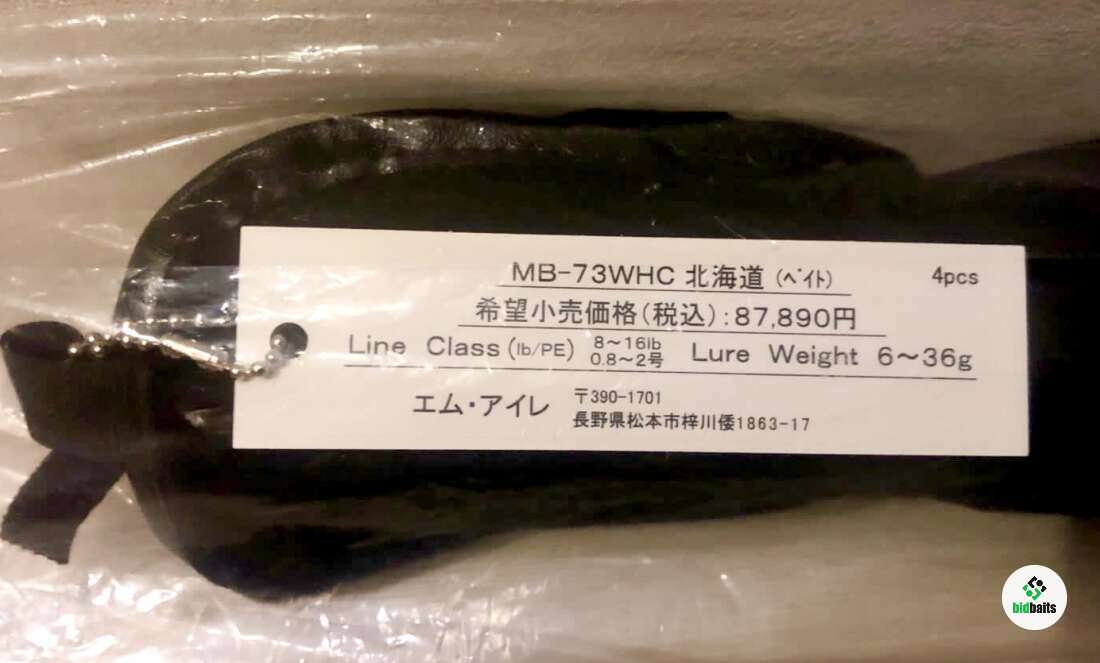 MB-73WHC 北海道 (ﾍﾞｲﾄ) 4pcs
希望小売価格(税込):87,890円
Line Class(lb/PE) 8～16lb 0.8～2号 Lure Weight 6～36g
エム・アイレ 〒390-1701
長野県松本市梓川倭1863-17
bidbaits